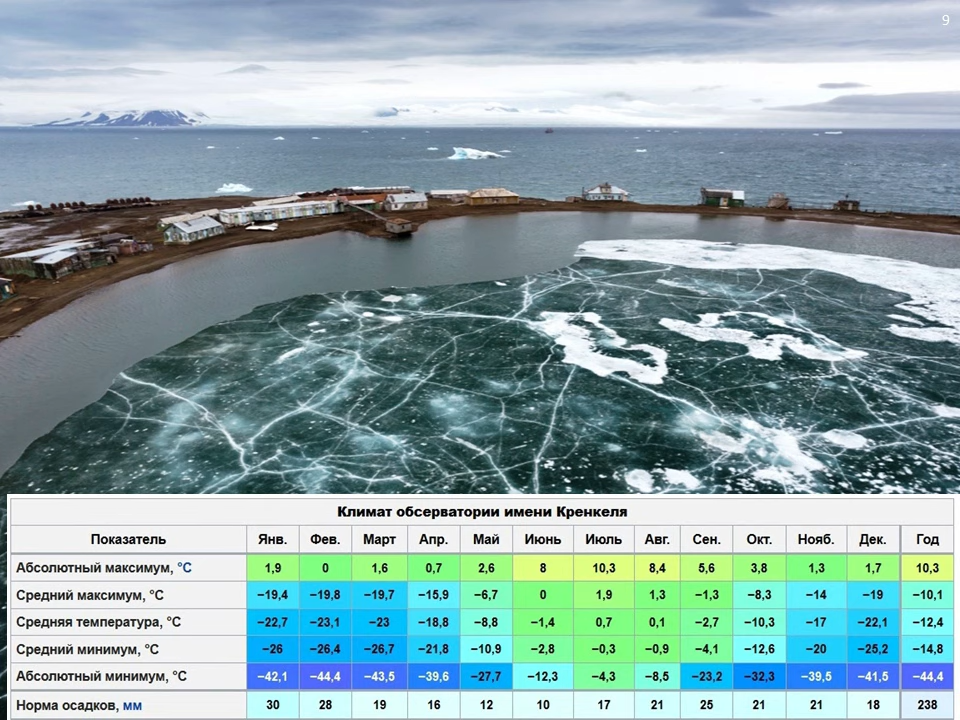 9
Климат обсерватории имени Кренкеля
Показатель Янв. Фев. Март Апр. Май Июнь Июль Авг. Сен. Окт. Нояб. Дек. Год
Абсолютный максимум, °C 1,9 0 1,6 0,7 2,6 8 10,3 8,4 5,6 3,8 1,3 1,7 10,3
Средний максимум, °C −19,4 −19,8 −19,7 −15,9 −6,7 0 1,9 1,3 −1,3 −8,3 −14 −19 −10,1
Средняя температура, °C −22,7 −23,1 −23 −18,8 −8,8 −1,4 0,7 0,1 −2,7 −10,3 −17 −22,1 −12,4
Средний минимум, °C −26 −26,4 −26,7 −21,8 −10,9 −2,8 −0,3 −0,9 −4,1 −12,6 −20 −25,2 −14,8
Абсолютный минимум, °C −42,1 −44,4 −43,5 −39,6 −27,7 −12,3 −4,3 −8,5 −23,2 −32,3 −39,5 −41,5 −44,4
Норма осадков, мм 30 28 19 16 12 10 17 21 25 21 21 18 238